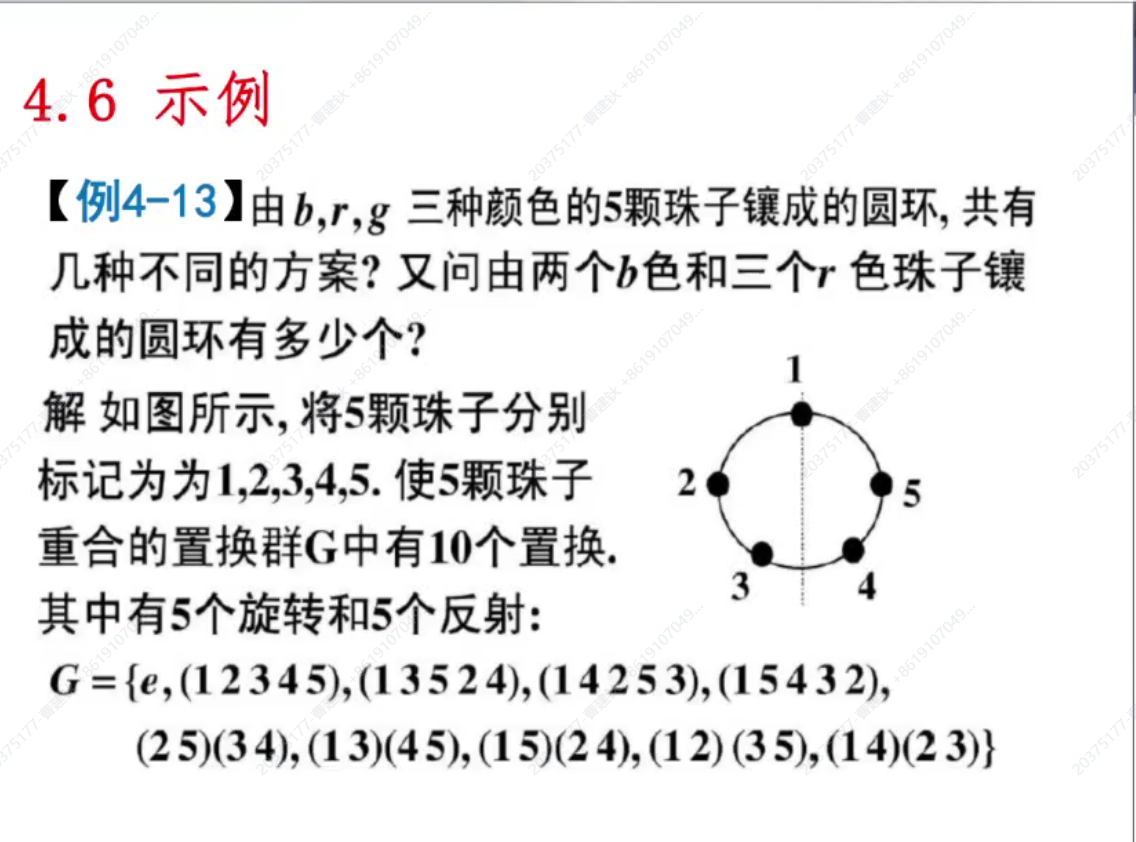 4.6 示例
【例4-13】由b,r,g 三种颜色的5颗珠子镶成的圆环, 共有
几种不同的方案? 又问由两个b色和三个r 色珠子镶
成的圆环有多少个?
解 如图所示, 将5颗珠子分别
标记为为1,2,3,4,5. 使5颗珠子
重合的置换群G中有10个置换.
其中有5个旋转和5个反射:
G = {e, (1 2 3 4 5), (1 3 5 2 4), (1 4 2 5 3), (1 5 4 3 2),
(2 5)(3 4), (1 3)(4 5), (1 5)(2 4), (1 2) (3 5), (1 4)(2 3)}
1
2
5
3
4